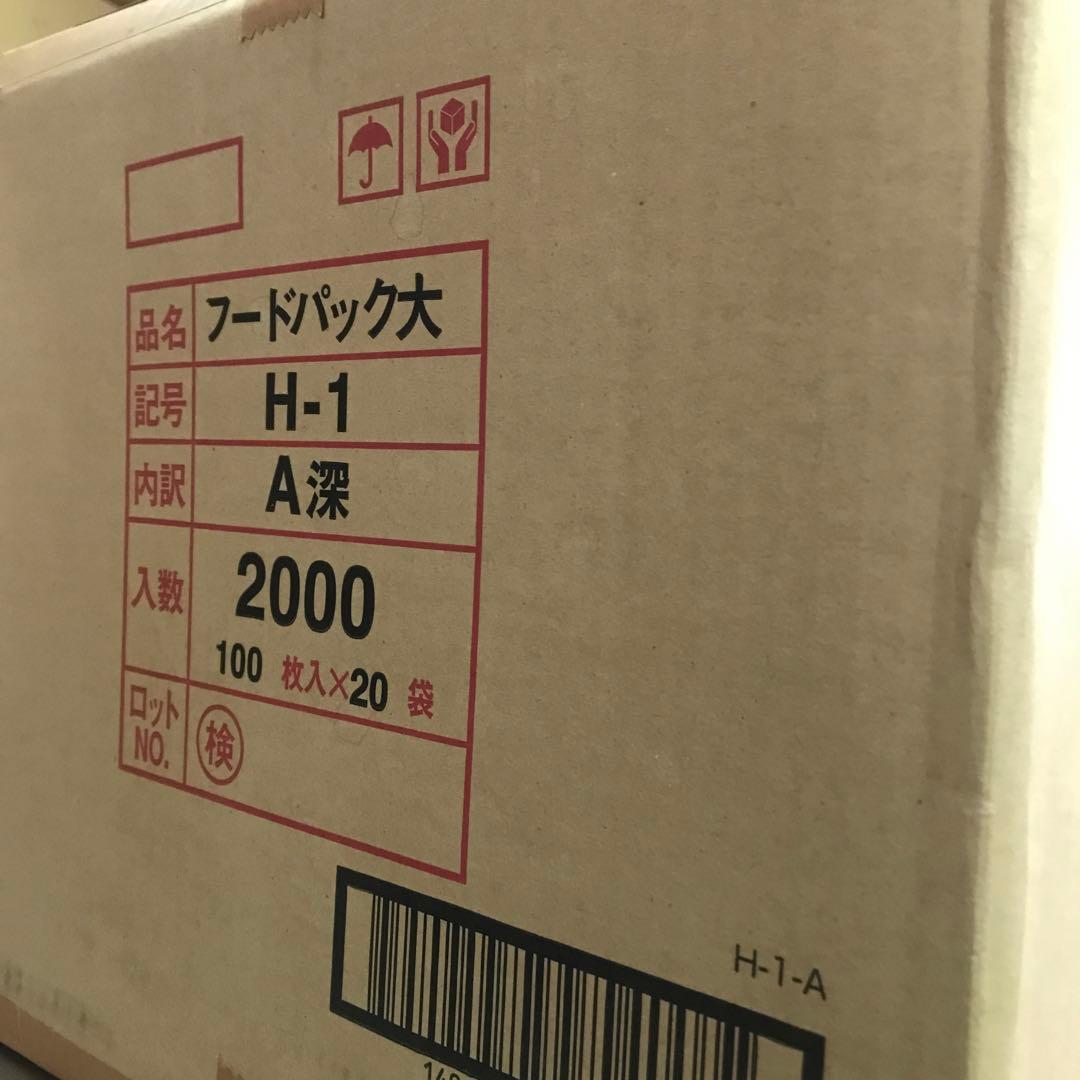 品名 フードパック大
記号 H-1
内訳 A深
入数 2000
100 枚入×20 袋
ロット
NO.
検
H-1-A